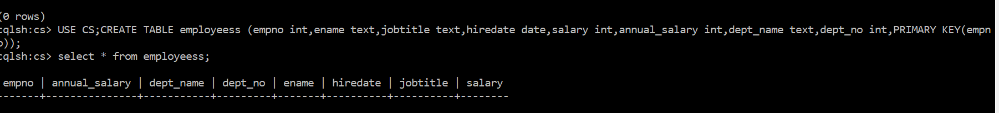 (0 rows)
cqlsh:cs> USE CS;CREATE TABLE employeess (empno int,ename text,jobtitle text,hiredate date,salary int,annual_salary int,dept_name text,dept_no int,PRIMARY KEY(empn
o));
cqlsh:cs> select * from employeess;
empno | annual_salary | dept_name | dept_no | ename | hiredate | jobtitle | salary
-------+---------------+-----------+---------+-------+----------+----------+--------